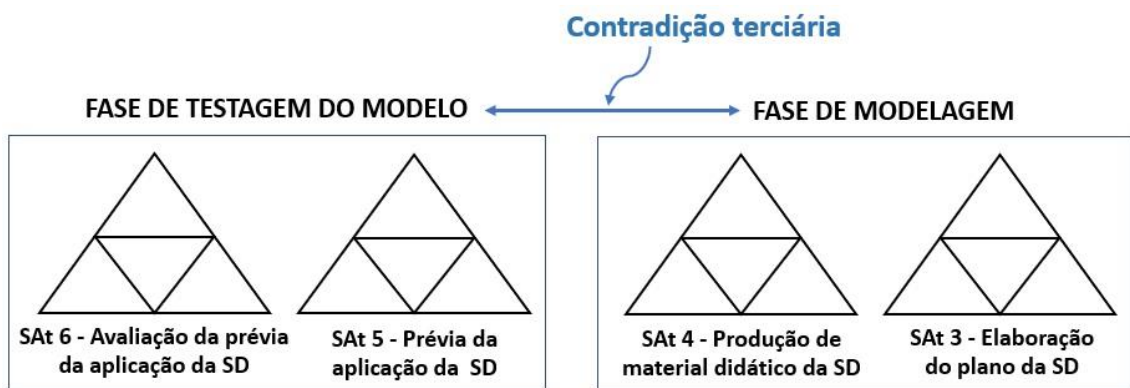 Contradição terciária
FASE DE TESTAGEM DO MODELO
FASE DE MODELAGEM
SAt 6 - Avaliação da prévia
da aplicação da SD
SAt 5 - Prévia da
aplicação da SD
SAt 4 - Produção de
material didático da SD
SAt 3 - Elaboração
do plano da SD